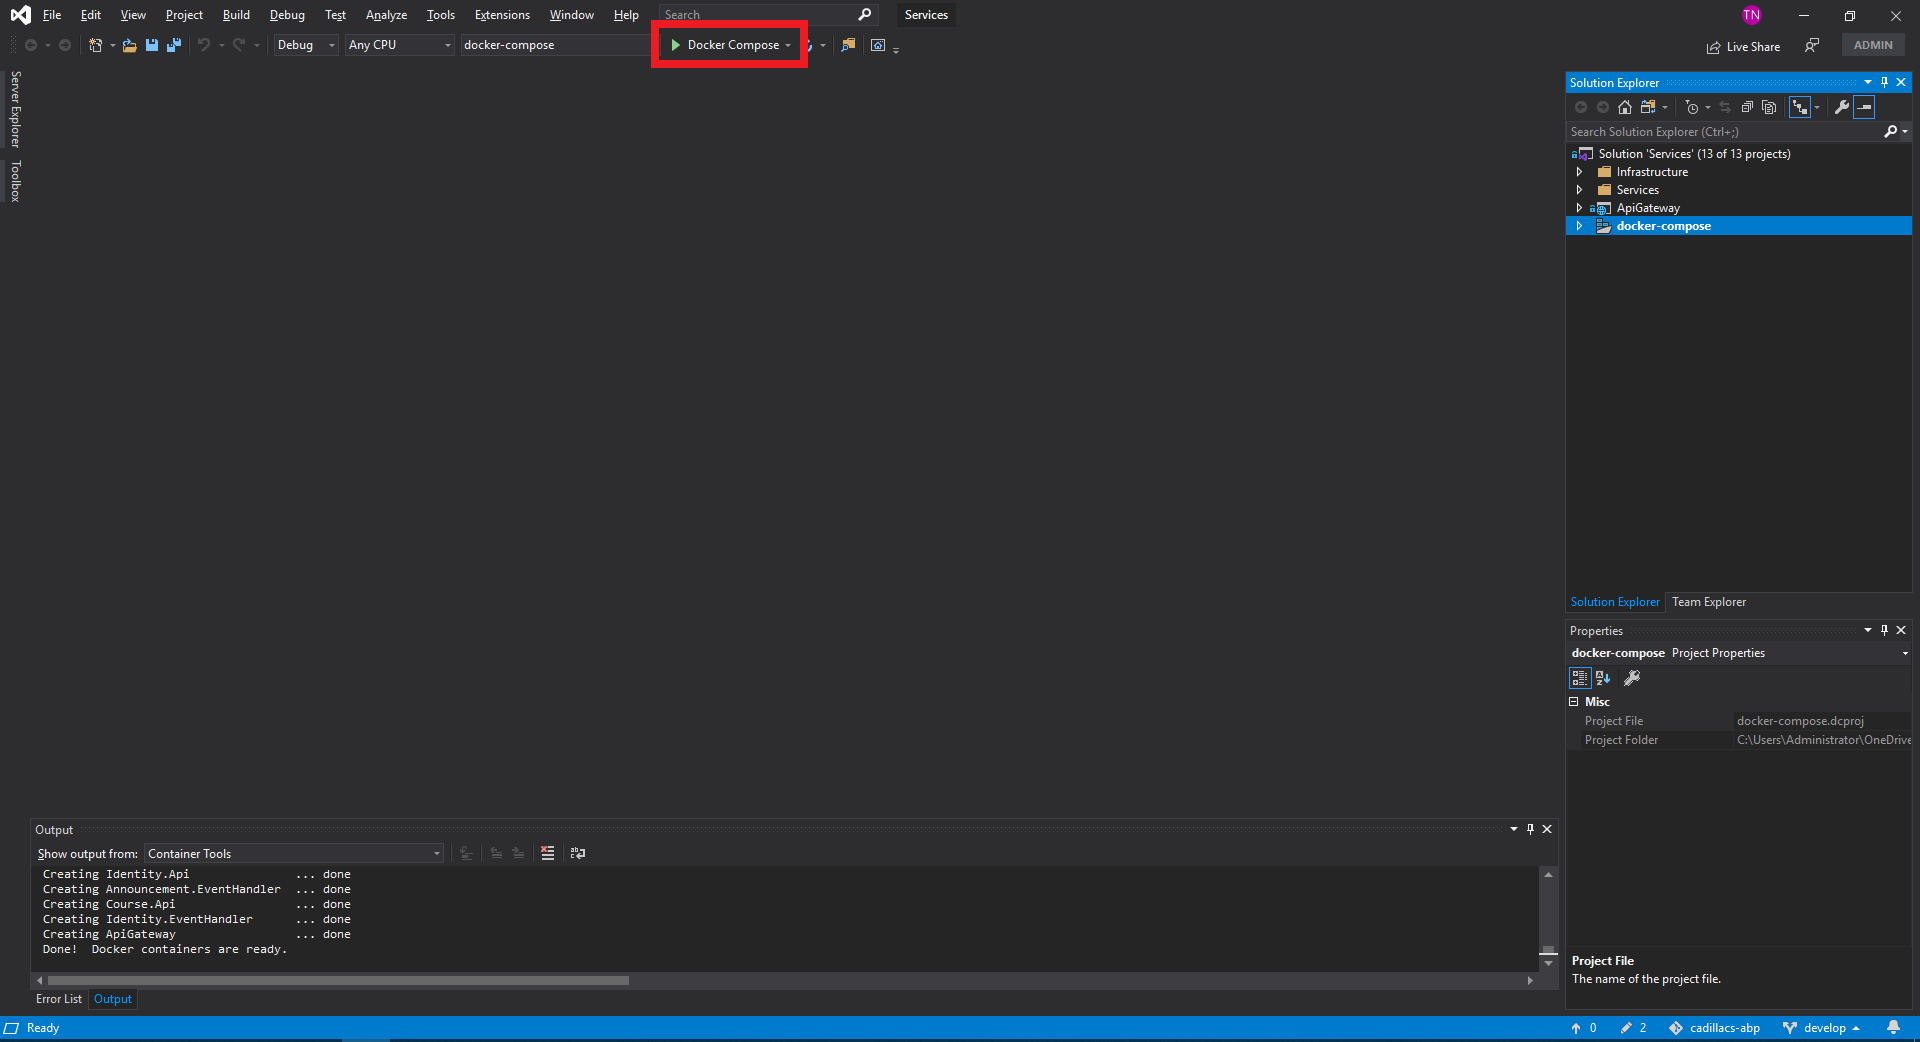 File Edit View Project Build Debug Test Analyze Tools Extensions Window Help Search Services TN
Debug Any CPU docker-compose Docker Compose Live Share ADMIN
Server Explorer
Toolbox
Solution Explorer
Search Solution Explorer (Ctrl+;)
Solution 'Services' (13 of 13 projects)
Infrastructure
Services
ApiGateway
docker-compose
Solution Explorer Team Explorer
Properties
docker-compose Project Properties
Misc
Project File docker-compose.dcproj
Project Folder C:\Users\Administrator\OneDrive
Project File
The name of the project file.
Output
Show output from: Container Tools
Creating Identity.Api ... done
Creating Announcement.EventHandler ... done
Creating Course.Api ... done
Creating Identity.EventHandler ... done
Creating ApiGateway ... done
Done! Docker containers are ready.
Error List Output
Ready 0 2 cadillacs-abp develop